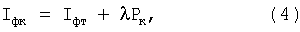 Iфк = Iфт + λPк, (4)